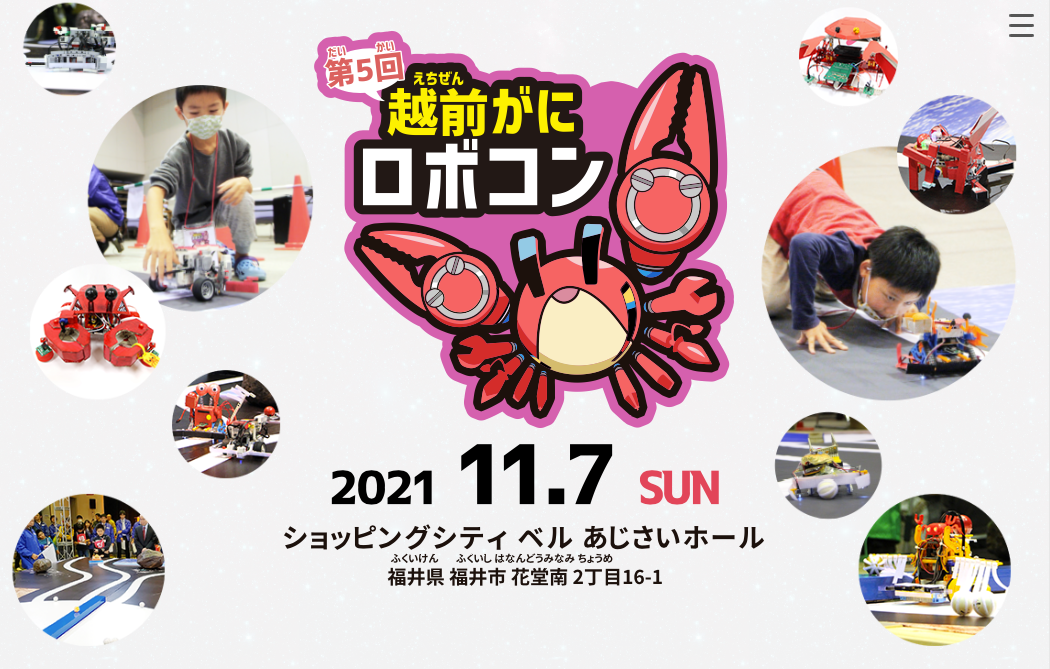 だい かい
第5回
えちぜん
越前がに
ロボコン
2021 11.7 SUN
ショッピングシティ ベル あじさいホール
ふくいけん ふくいし はなんどうみなみ ちょうめ
福井県 福井市 花堂南 2丁目16-1